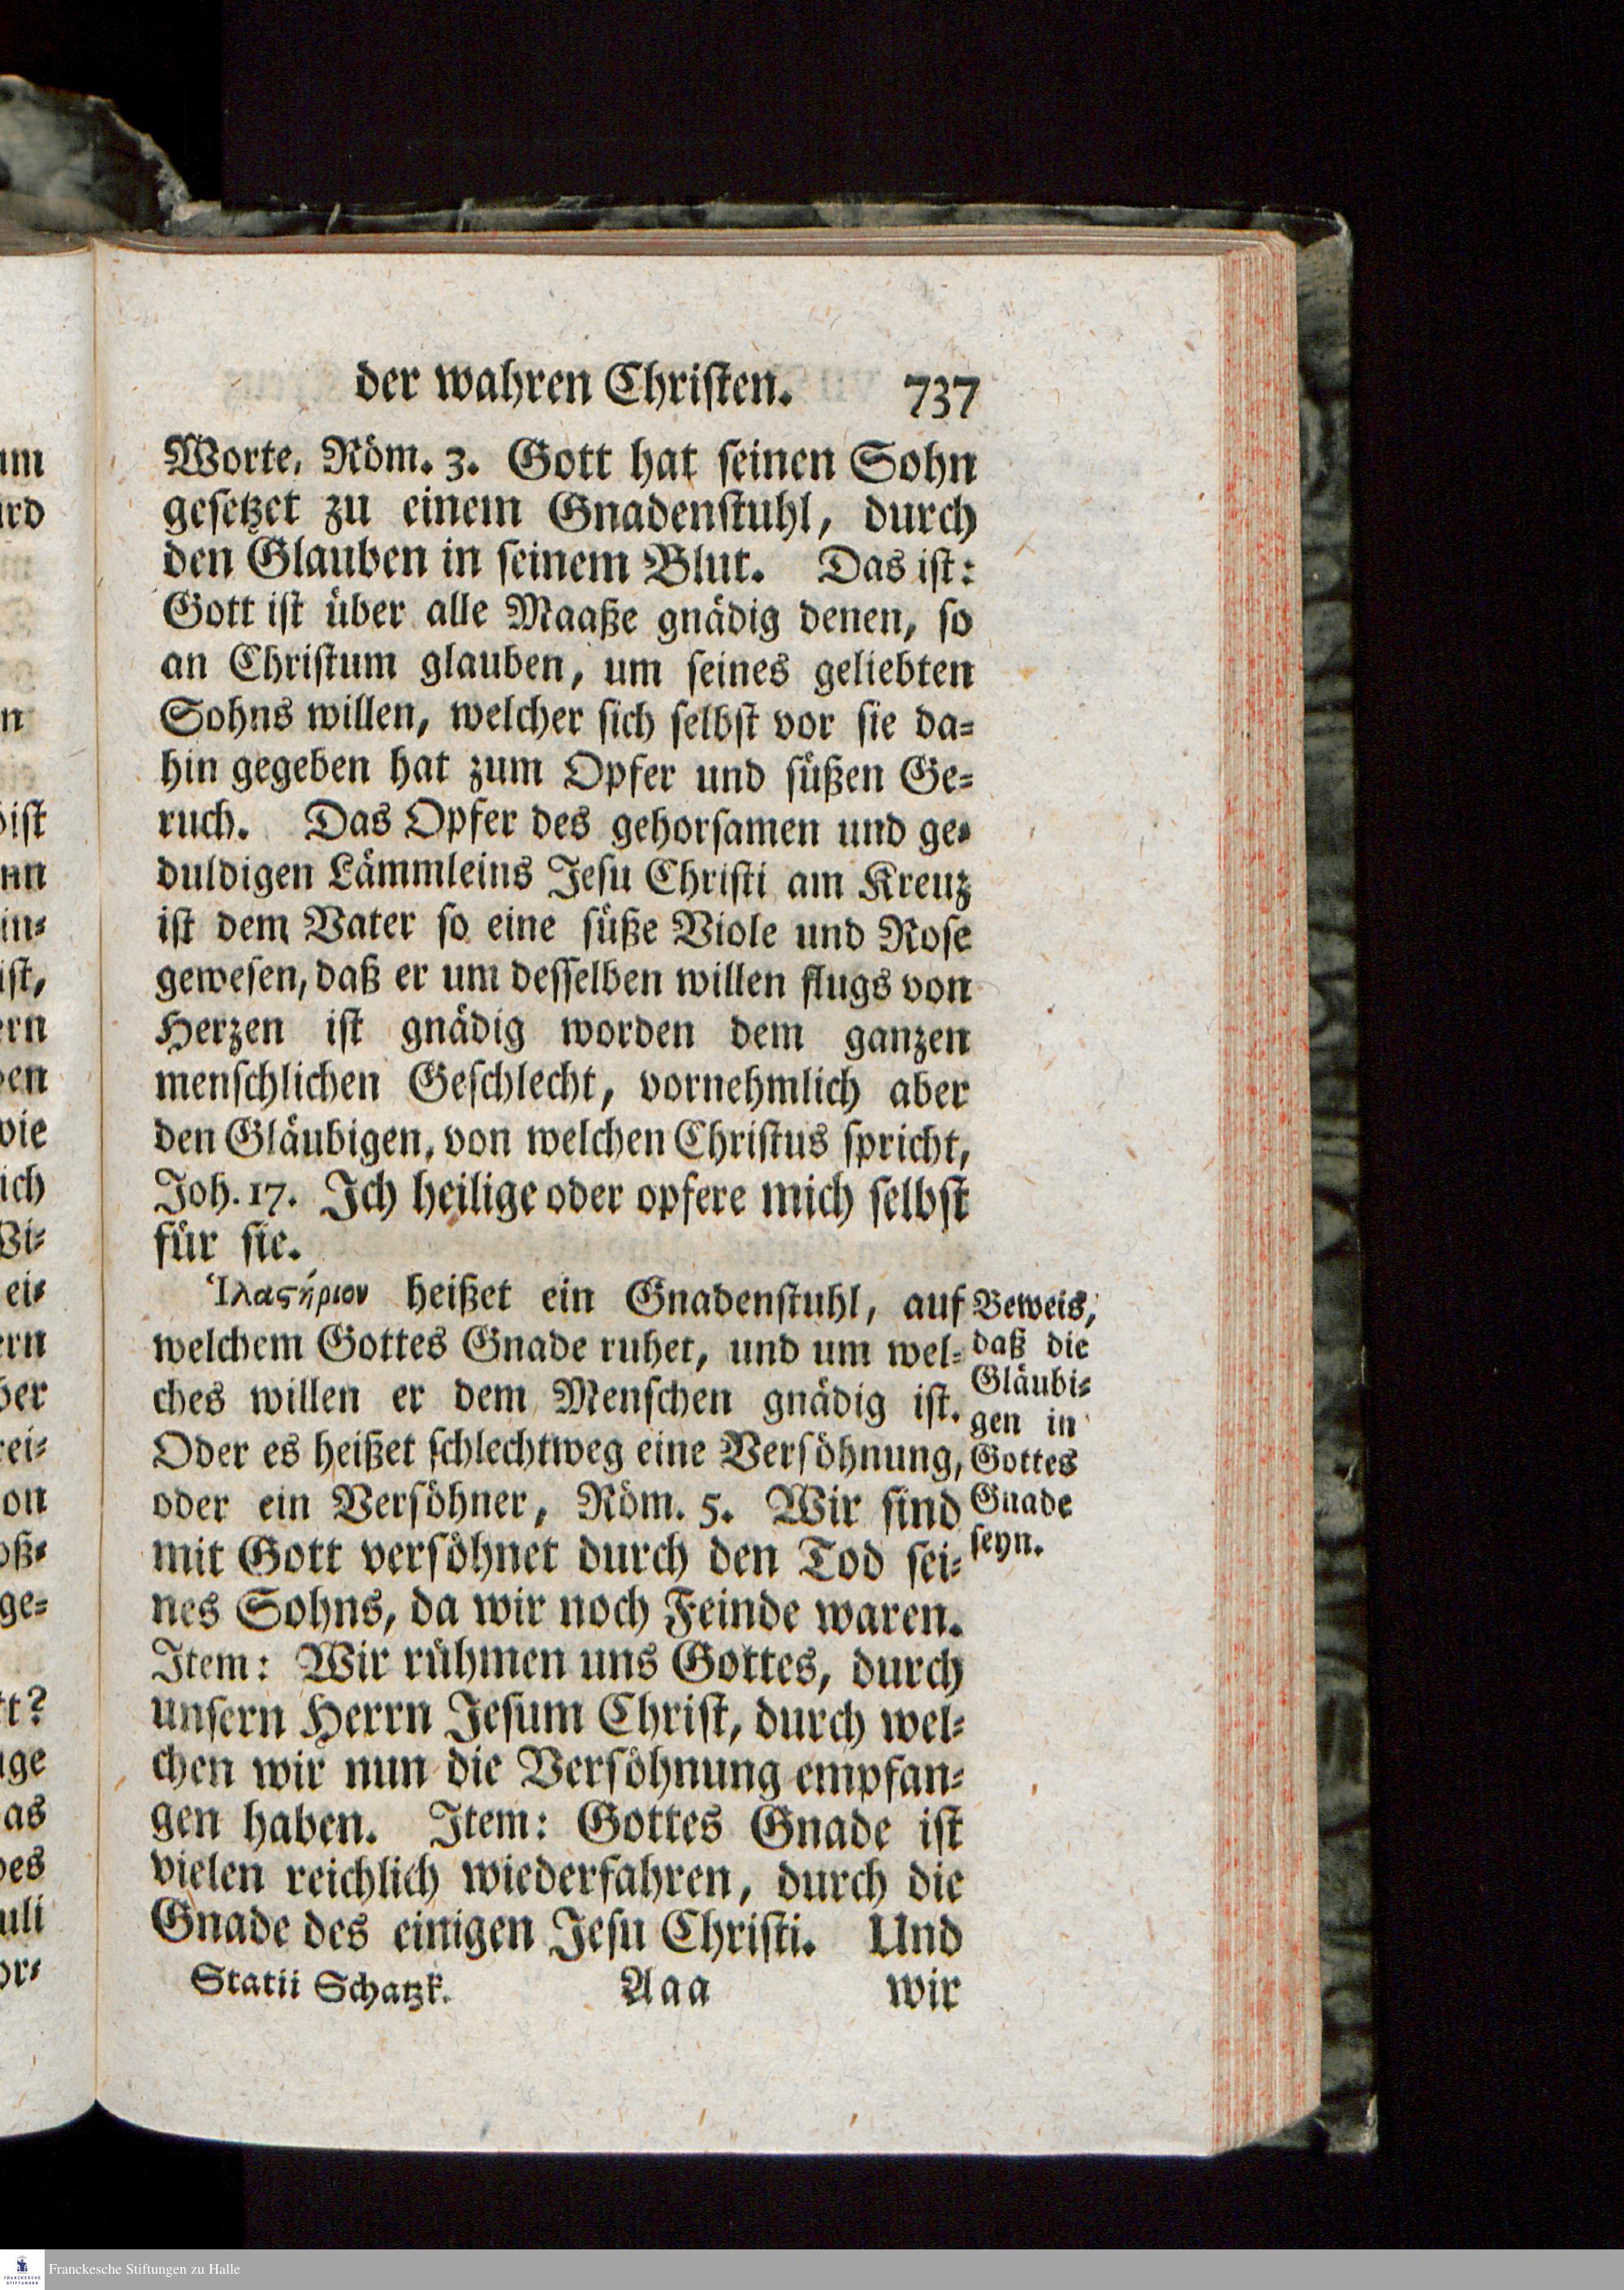 der wahren Christen. 737
Worte, Röm. 3. Gott hat seinen Sohn
gesetzet zu einem Gnadenstuhl, durch
den Glauben in seinem Blut. Das ist:
Gott ist über alle Maaße gnädig denen, so
an Christum glauben, um seines geliebten
Sohns willen, welcher sich selbst vor sie da-
hin gegeben hat zum Opfer und süßen Ge-
ruch. Das Opfer des gehorsamen und ge-
duldigen Lämmleins Jesu Christi am Kreuz
ist dem Vater so eine süße Viole und Rose
gewesen, daß er um desselben willen flugs von
Herzen ist gnädig worden dem ganzen
menschlichen Geschlecht, vornehmlich aber
den Gläubigen, von welchen Christus spricht,
Joh. 17. Ich heilige oder opfere mich selbst
für sie.
Ἱλαϛήριον heißet ein Gnadenstuhl, auf
welchem Gottes Gnade ruhet, und um wel-
ches willen er dem Menschen gnädig ist.
Oder es heißet schlechtweg eine Versöhnung,
oder ein Versöhner, Röm. 5. Wir sind
mit Gott versöhnet durch den Tod sei-
nes Sohns, da wir noch Feinde waren.
Item: Wir rühmen uns Gottes, durch
unsern Herrn Jesum Christ, durch wel-
chen wir nun die Versöhnung empfan-
gen haben. Item: Gottes Gnade ist
vielen reichlich wiederfahren, durch die
Gnade des einigen Jesu Christi. Und
Statii Schatzk. Aaa wir
Beweis,
daß die
Gläubi-
gen in
Gottes
Gnade
seyn.
Franckesche Stiftungen zu Halle